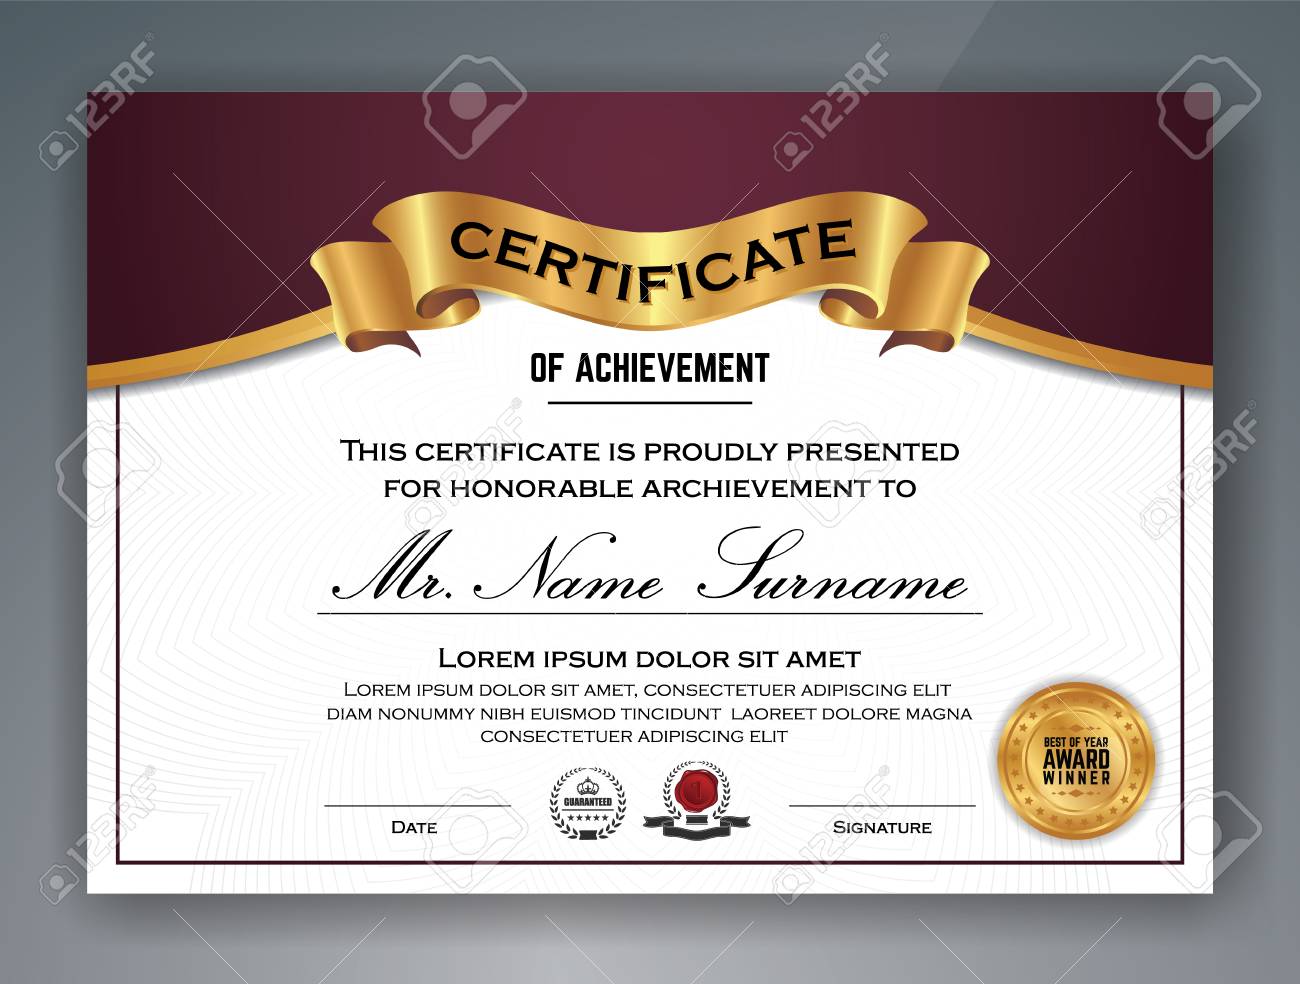 CERTIFICATE
OF ACHIEVEMENT
THIS CERTIFICATE IS PROUDLY PRESENTED
FOR HONORABLE ARCHIEVEMENT TO
Mr. Name Surname
LOREM IPSUM DOLOR SIT AMET
LOREM IPSUM DOLOR SIT AMET, CONSECTETUER ADIPISCING ELIT
DIAM NONUMMY NIBH EUISMOD TINCIDUNT LAOREET DOLORE MAGNA
CONSECTETUER ADIPISCING ELIT
BEST OF YEAR
AWARD
WINNER
GUARANTEED
1
DATE
SIGNATURE
123RF
123RF
123RF
123RF
123RF
123RF
123RF
123RF
123RF